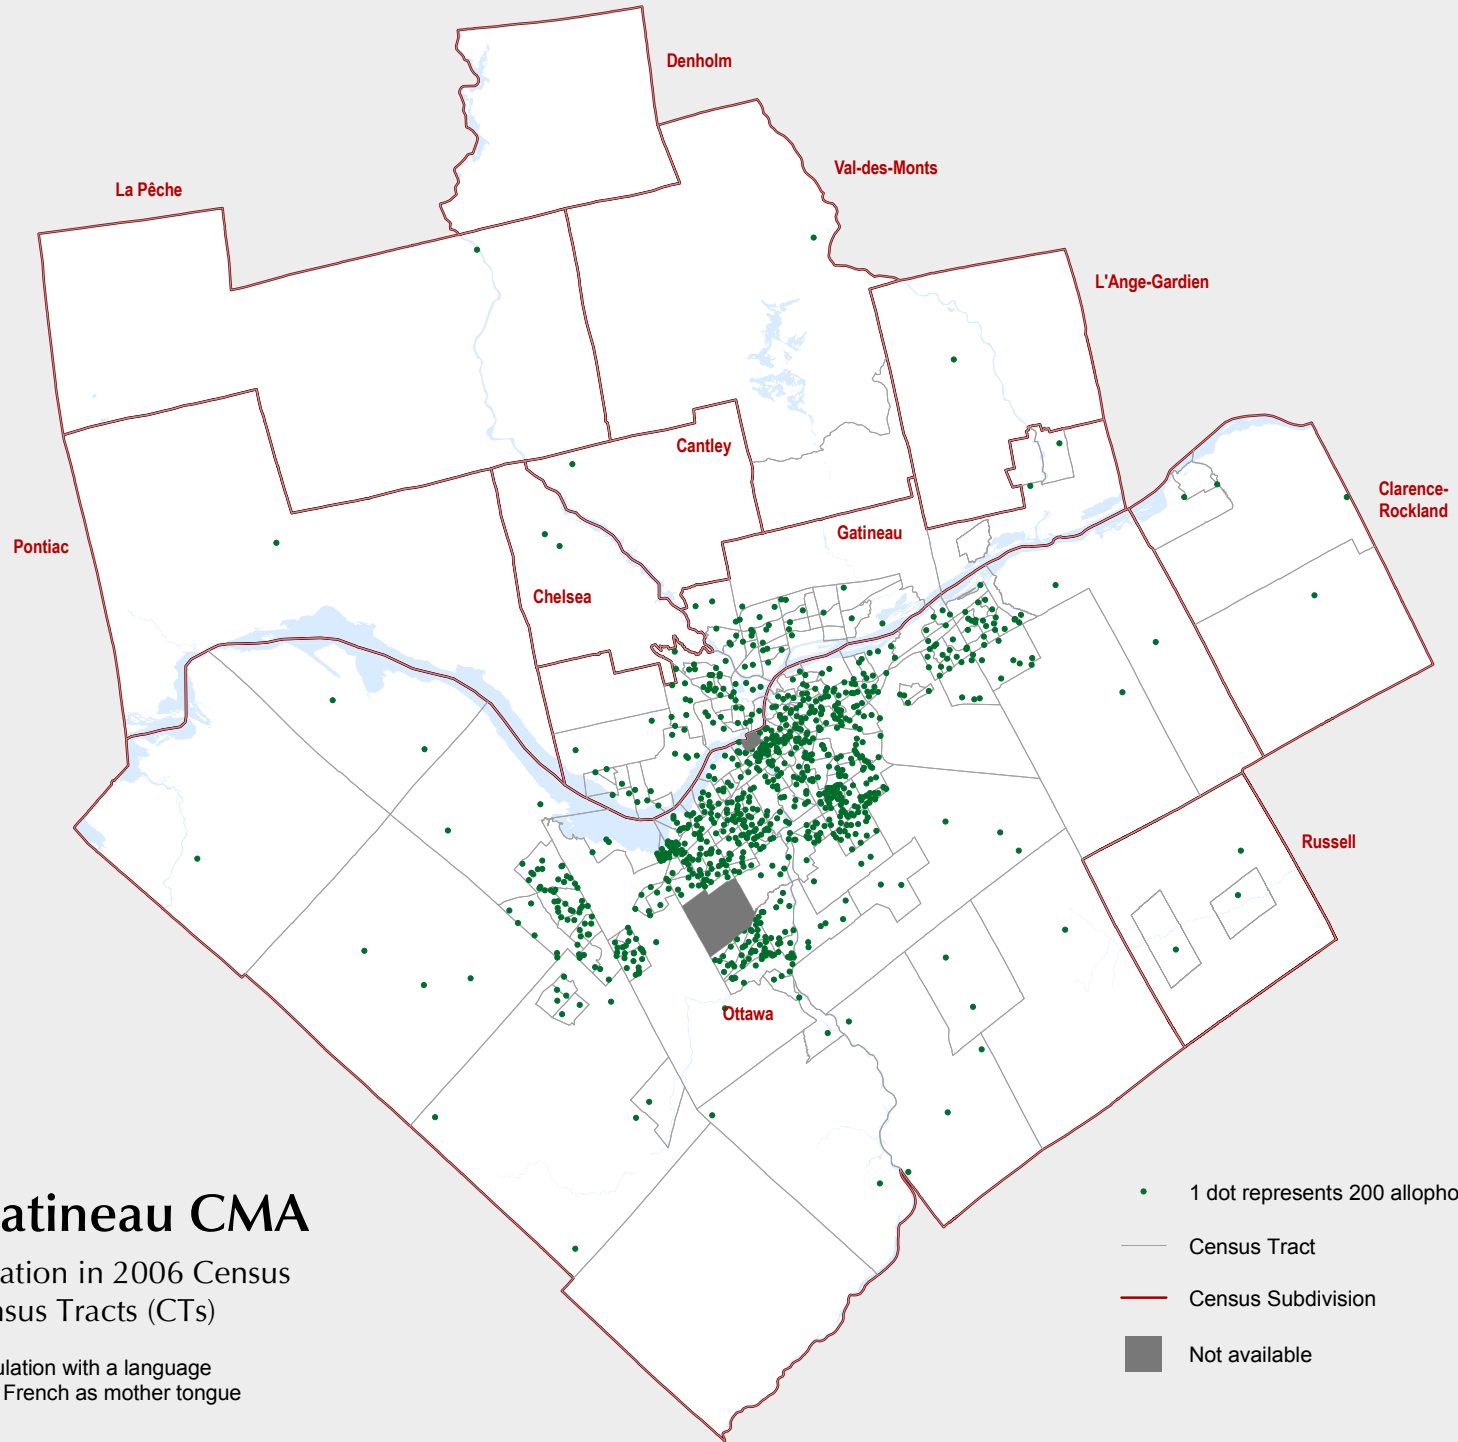 Denholm
Val-des-Monts
La Pêche
L'Ange-Gardien
Cantley
Clarence-
Rockland
Gatineau
Pontiac
Chelsea
Russell
Ottawa
atineau CMA
ation in 2006 Census
sus Tracts (CTs)
ulation with a language
French as mother tongue
1 dot represents 200 allopho
Census Tract
Census Subdivision
Not available